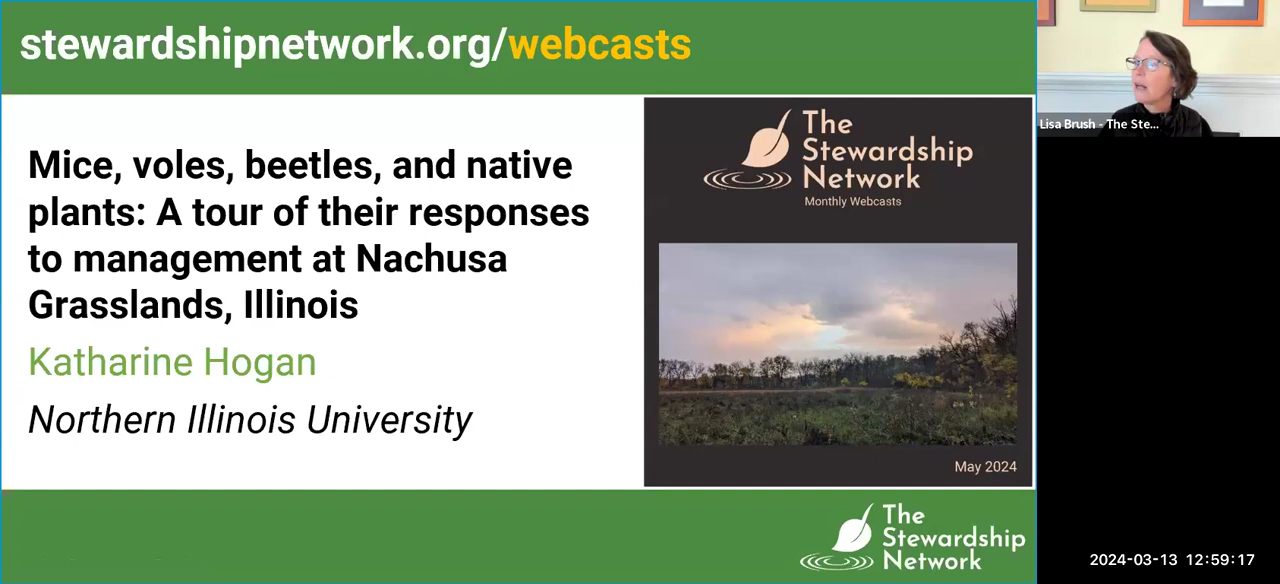 stewardshipnetwork.org/webcasts
Mice, voles, beetles, and native
plants: A tour of their responses
to management at Nachusa
Grasslands, Illinois
Katharine Hogan
Northern Illinois University
The
Stewardship
Network
Monthly Webcasts
May 2024
The
Stewardship
Network
Lisa Brush - The Ste...
2024-03-13 12:59:17